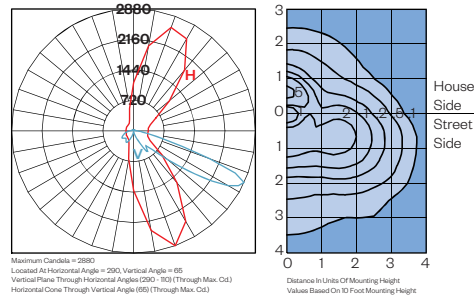 2880
2160
1440
720
H
V
Maximum Candela = 2880
Located At Horizontal Angle = 290, Vertical Angle = 65
Vertical Plane Through Horizontal Angles (290 - 110) (Through Max. Cd.)
Horizontal Cone Through Vertical Angle (65) (Through Max. Cd.)
3
2
1
0
1
2
3
4
0 1 2 3 4
5
2 1 .2 .5 .1
House
Side
Street
Side
Distance In Units Of Mounting Height
Values Based On 10 Foot Mounting Height